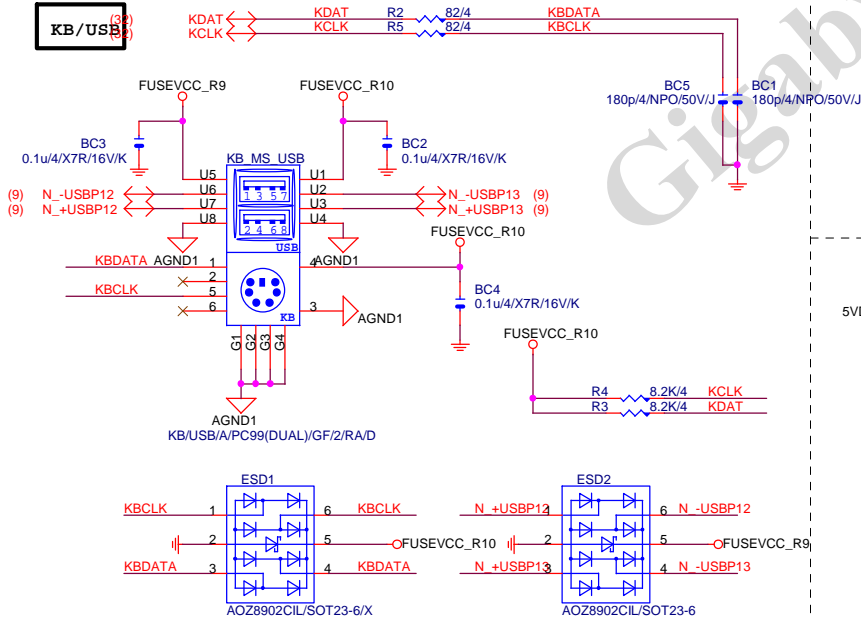 KB/USB
(32)
(32)
KDAT KDAT R2 82/4 KBDATA
KCLK KCLK R5 82/4 KBCLK
Gigab
FUSEVCC_R9 FUSEVCC_R10
BC5 BC1
180p/4/NPO/50V/J 180p/4/NPO/50V/J
BC3 BC2
0.1u/4/X7R/16V/K 0.1u/4/X7R/16V/K
KB_MS_USB
U5 U1
(9) N_-USBP12 U6 U2 N_-USBP13 (9)
(9) N_+USBP12 U7 U3 N_+USBP13 (9)
U8 U4
1 3 5 7
2 4 6 8
USB
FUSEVCC_R10
KBDATA AGND1 1 4 AGND1
2
KBCLK 5
6 3 AGND1
KB
BC4
0.1u/4/X7R/16V/K
5VD
G1 G2 G3 G4
FUSEVCC_R10
R4 8.2K/4 KCLK
R3 8.2K/4 KDAT
AGND1
KB/USB/A/PC99(DUAL)/GF/2/RA/D
ESD1 ESD2
KBCLK 1 6 KBCLK N_+USBP12 1 6 N_-USBP12
2 5 FUSEVCC_R10 2 5 FUSEVCC_R9
KBDATA 3 4 KBDATA N_+USBP13 3 4 N_-USBP13
AOZ8902CIL/SOT23-6/X AOZ8902CIL/SOT23-6